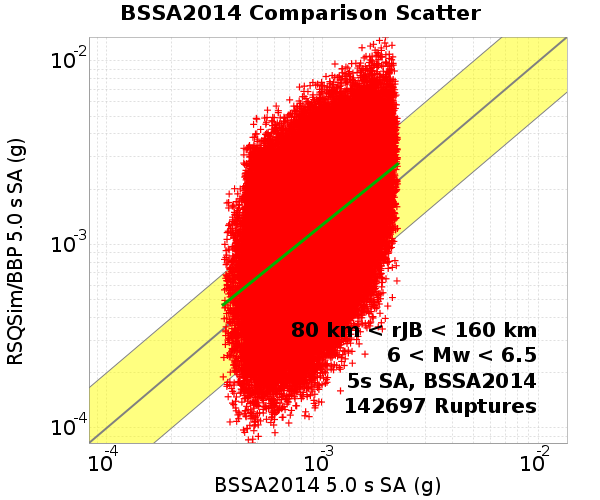 BSSA2014 Comparison Scatter
RSQSim/BBP 5.0 s SA (g)
10⁻²
10⁻³
10⁻⁴
80 km < rJB < 160 km
6 < Mw < 6.5
5s SA, BSSA2014
142697 Ruptures
10⁻⁴ 10⁻³ 10⁻²
BSSA2014 5.0 s SA (g)